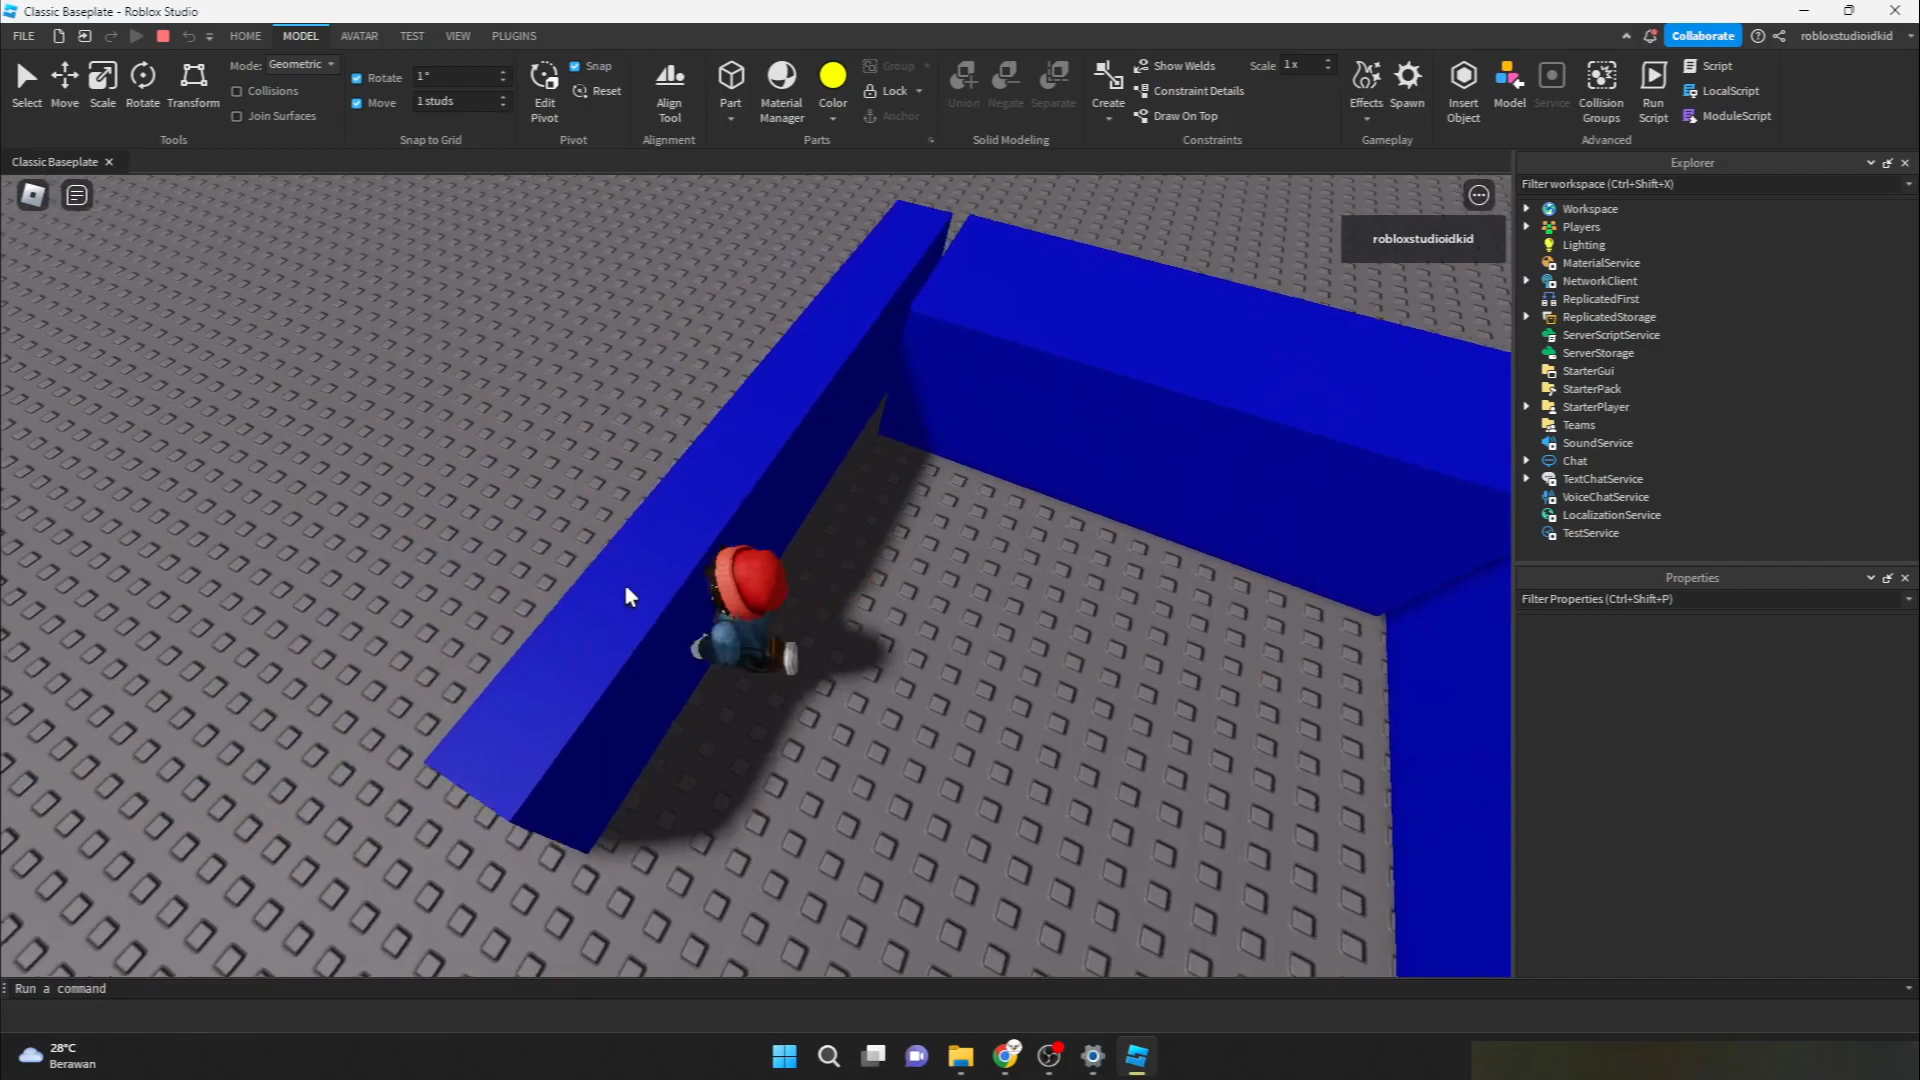 Classic Baseplate - Roblox Studio
FILE HOME MODEL AVATAR TEST VIEW PLUGINS Collaborate robloxstudioidkid
Select Move Scale Rotate Transform
Mode: Geometric
Collisions
Join Surfaces
Tools
Rotate 1°
Move 1 studs
Snap to Grid
Edit Pivot
Snap
Reset
Pivot
Align Tool
Alignment
Part
Material Manager
Color
Group
Lock
Anchor
Parts
Union Negate Separate
Solid Modeling
Create
Show Welds Scale 1x
Constraint Details
Draw On Top
Constraints
Effects Spawn
Gameplay
Insert Object
Model
Service
Collision Groups
Run Script
Script
LocalScript
ModuleScript
Advanced
Classic Baseplate
robloxstudioidkid
Explorer
Filter workspace (Ctrl+Shift+X)
Workspace
Players
Lighting
MaterialService
NetworkClient
ReplicatedFirst
ReplicatedStorage
ServerScriptService
ServerStorage
StarterGui
StarterPack
StarterPlayer
Teams
SoundService
Chat
TextChatService
VoiceChatService
LocalizationService
TestService
Properties
Filter Properties (Ctrl+Shift+P)
Run a command
28°C
Berawan